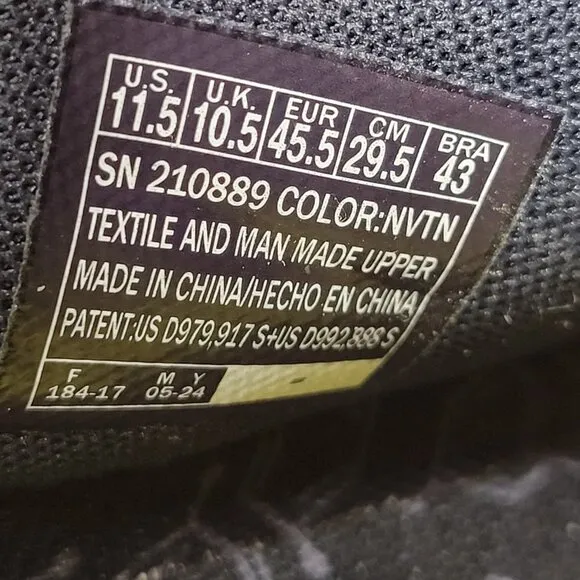 U.S. U.K. EUR CM BRA
11.5 10.5 45.5 29.5 43
SN 210889 COLOR:NVTN
TEXTILE AND MAN MADE UPPER
MADE IN CHINA/HECHO EN CHINA
PATENT:US D979,917 S+US D992,888 S
F M Y
184-17 05-24